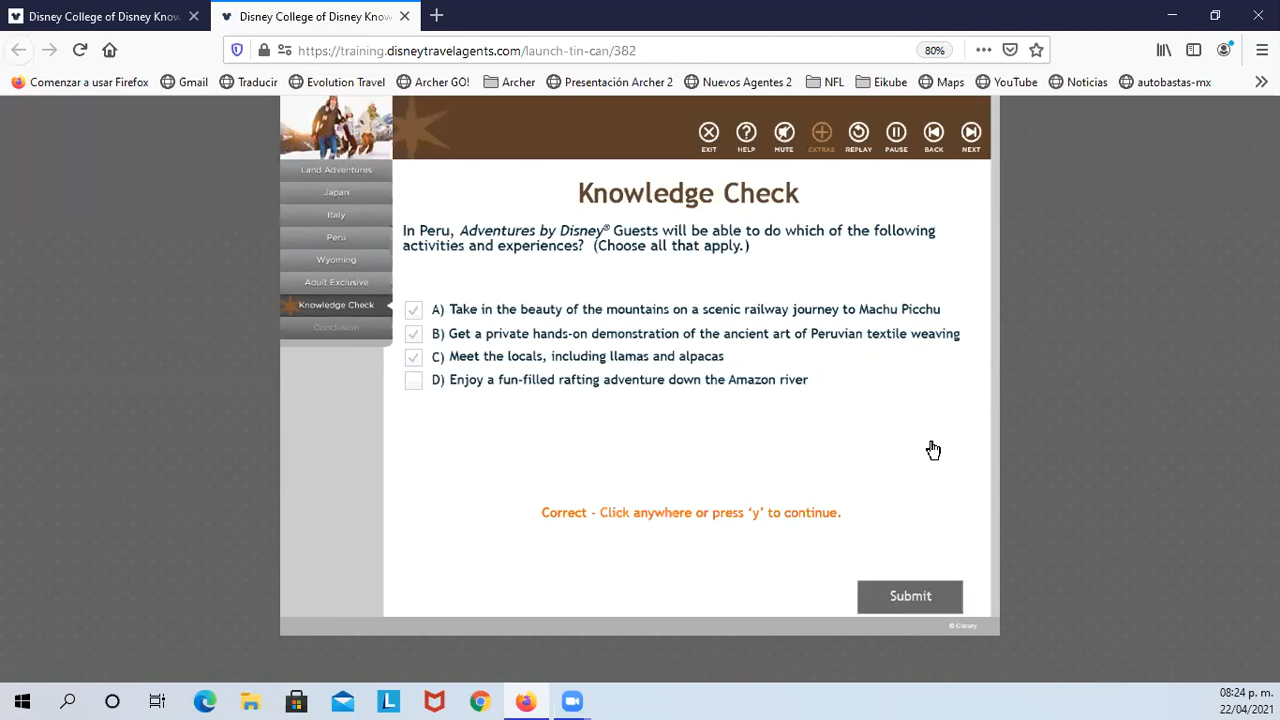 Disney College of Disney Know
Disney College of Disney Know
https://training.disneytravelagents.com/launch-tin-can/382
80%
Comenzar a usar Firefox
Gmail
Traducir
Evolution Travel
Archer GO!
Archer
Presentación Archer 2
Nuevos Agentes 2
NFL
Eikube
Maps
YouTube
Noticias
autobastas-mx
EXIT
HELP
MUTE
EXTRAS
REPLAY
PAUSE
BACK
NEXT
Land Adventures
Japan
Italy
Peru
Wyoming
Adult Exclusive
Knowledge Check
Conclusion
Knowledge Check
In Peru, Adventures by Disney® Guests will be able to do which of the following
activities and experiences? (Choose all that apply.)
A) Take in the beauty of the mountains on a scenic railway journey to Machu Picchu
B) Get a private hands-on demonstration of the ancient art of Peruvian textile weaving
C) Meet the locals, including llamas and alpacas
D) Enjoy a fun-filled rafting adventure down the Amazon river
Correct - Click anywhere or press ‘y’ to continue.
Submit
© Disney
08:24 p. m.
22/04/2021